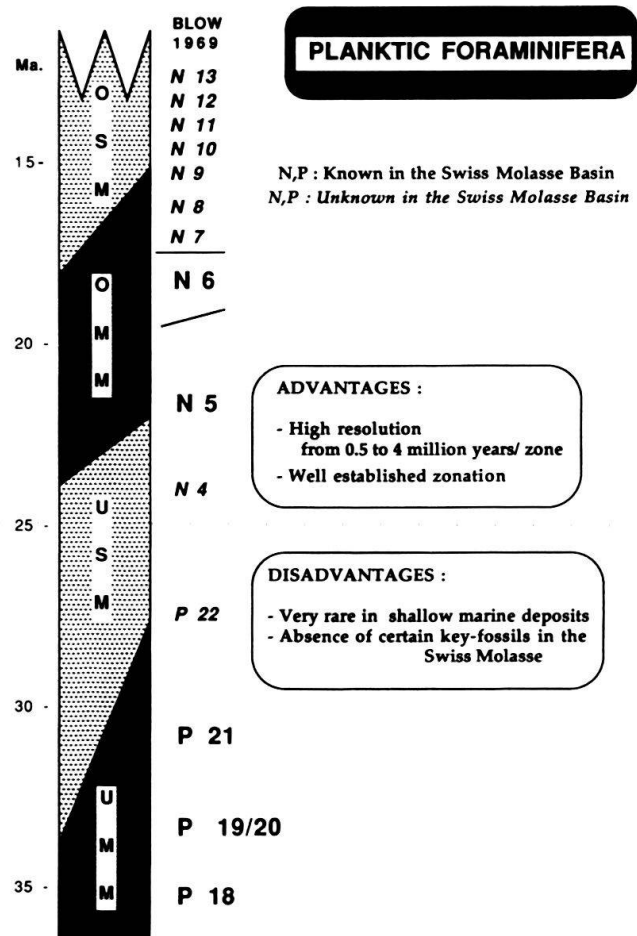 BLOW
1969
PLANKTIC FORAMINIFERA
Ma.
N 13
N 12
N 11
N 10
15-
N 9
N 8
N 7
N 6
20 -
N 5
N 4
25 -
P 22
30 -
P 21
P 19/20
35 -
P 18
O
S
M
O
M
M
U
S
M
U
M
M
N,P : Known in the Swiss Molasse Basin
N,P : Unknown in the Swiss Molasse Basin
ADVANTAGES :
- High resolution
from 0.5 to 4 million years/ zone
- Well established zonation
DISADVANTAGES :
- Very rare in shallow marine deposits
- Absence of certain key-fossils in the
Swiss Molasse